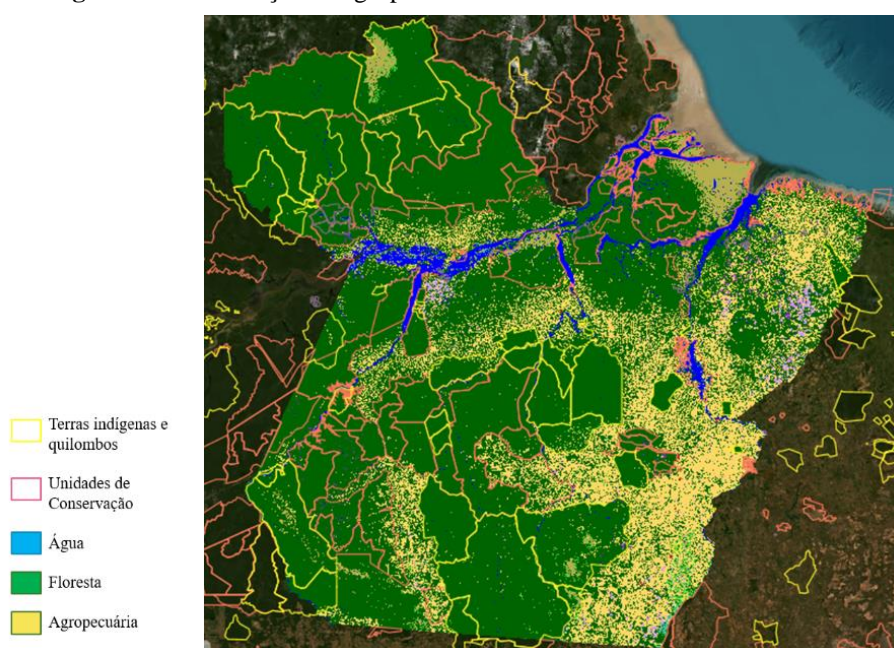 Terras indígenas e
quilombos
Unidades de
Conservação
Água
Floresta
Agropecuária